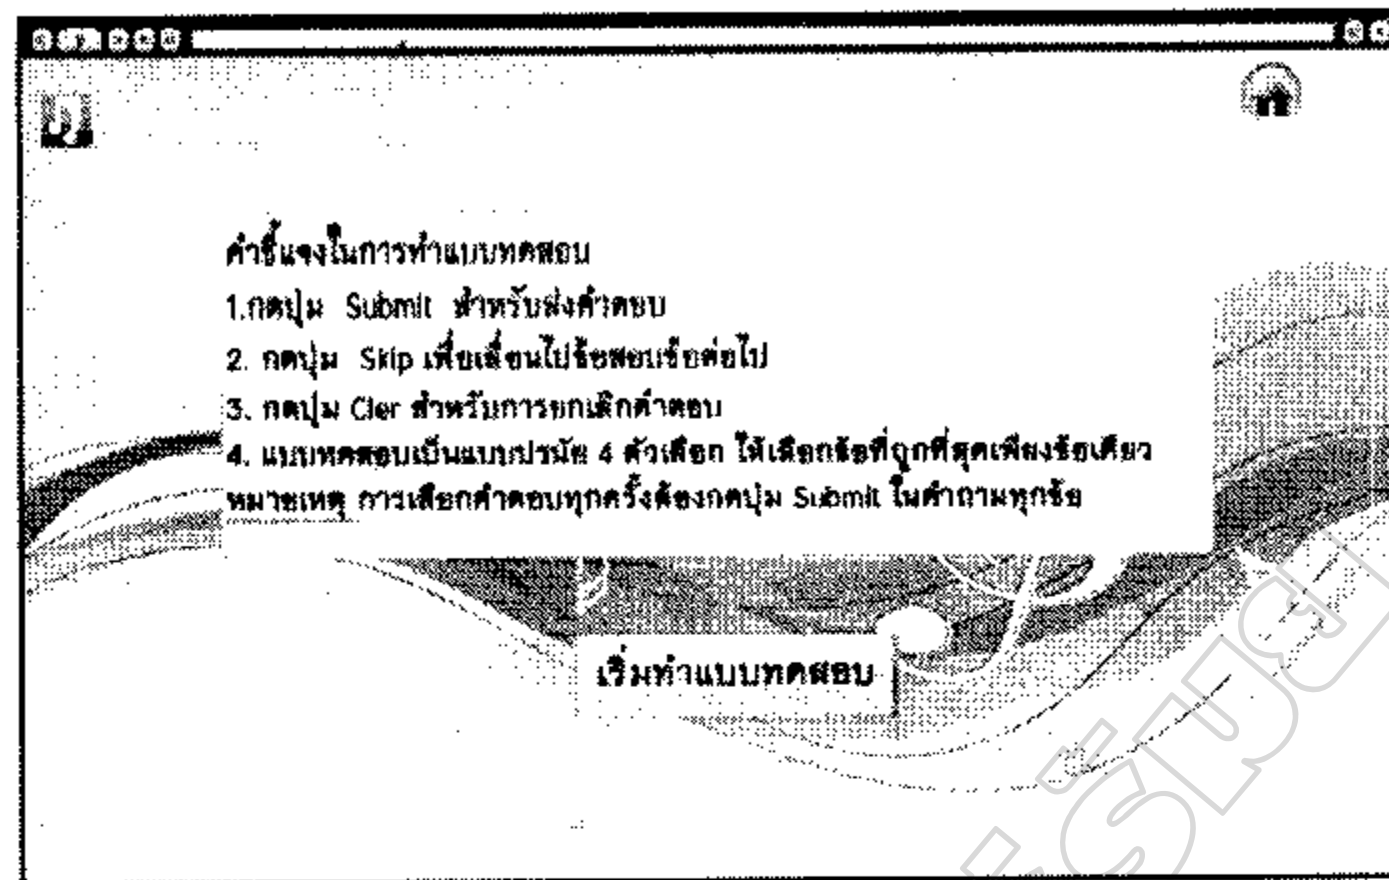 คำชี้แจงในการทำแบบทดสอบ
1.กดปุ่ม Submit สำหรับส่งคำตอบ
2. กดปุ่ม Skip เพื่อเลื่อนไปข้อสอบข้อต่อไป
3. กดปุ่ม Cler สำหรับการยกเลิกคำตอบ
4. แบบทดสอบเป็นแบบปรนัย 4 ตัวเลือก ให้เลือกข้อที่ถูกที่สุดเพียงข้อเดียว
หมายเหตุ การเลือกคำตอบทุกครั้งต้องกดปุ่ม Submit ในคำถามทุกข้อ
เริ่มทำแบบทดสอบ